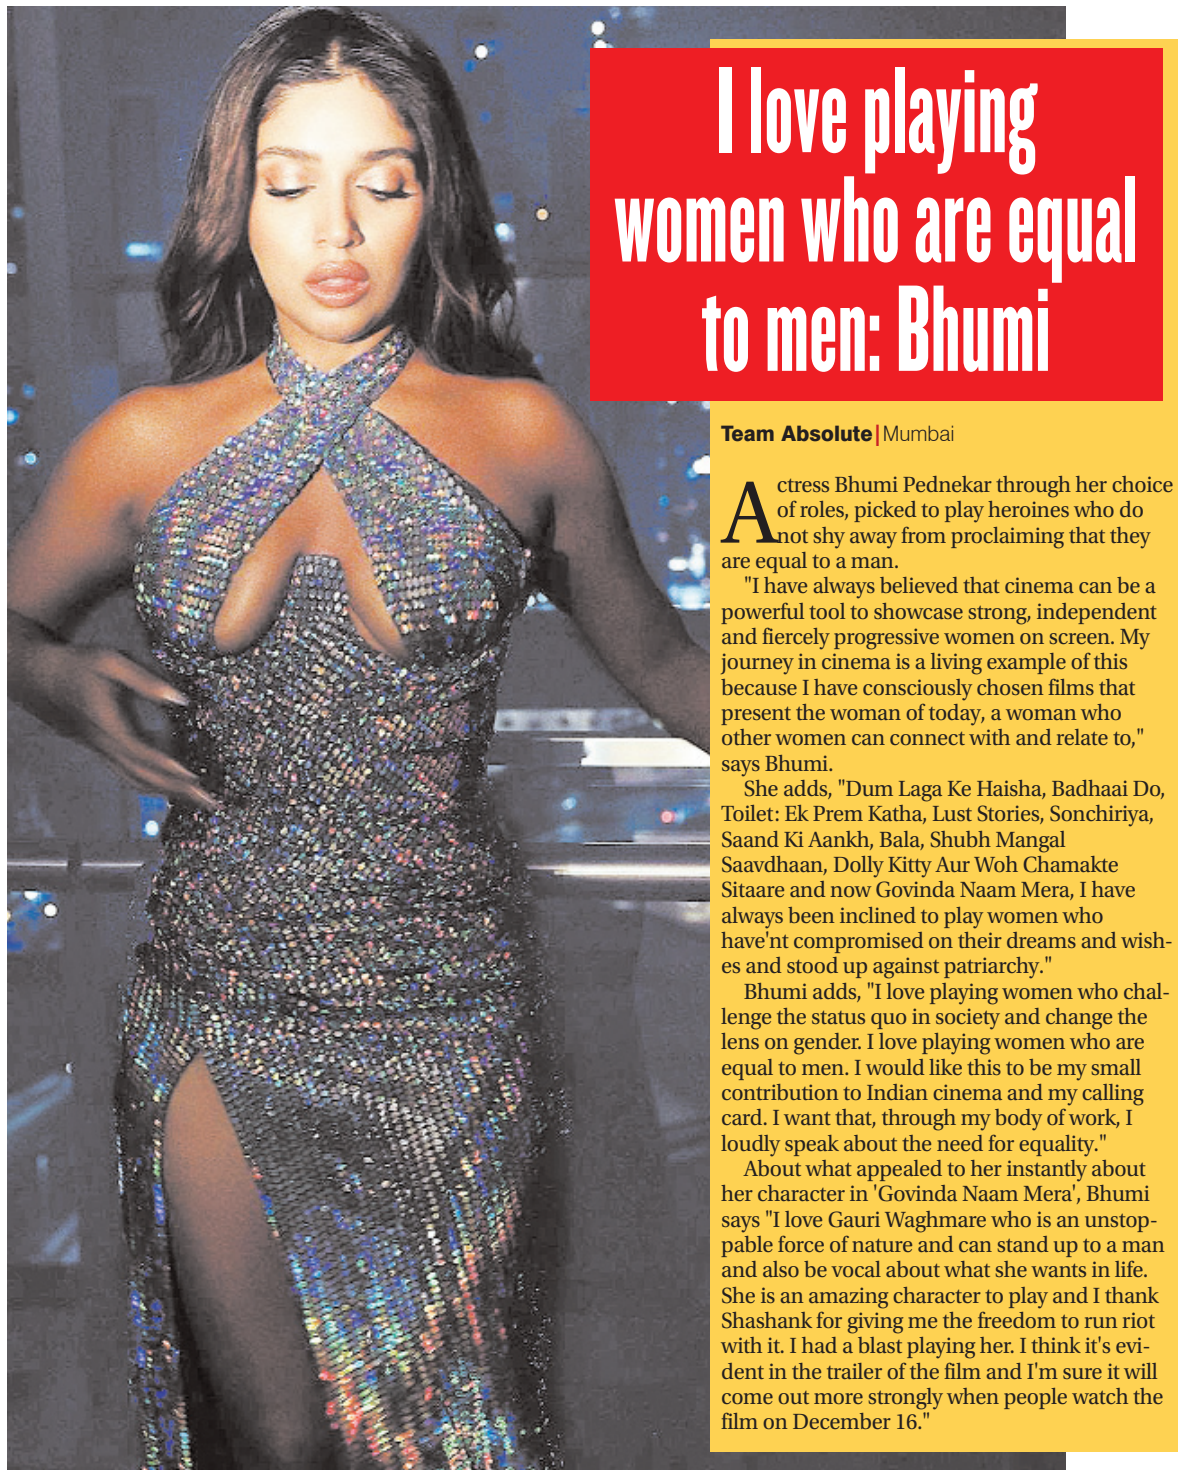 I love playing
women who are equal
to men: Bhumi
Team Absolute|Mumbai
Actress Bhumi Pednekar through her choice
of roles, picked to play heroines who do
not shy away from proclaiming that they
are equal to a man.
"I have always believed that cinema can be a
powerful tool to showcase strong, independent
and fiercely progressive women on screen. My
journey in cinema is a living example of this
because I have consciously chosen films that
present the woman of today, a woman who
other women can connect with and relate to,"
says Bhumi.
She adds, "Dum Laga Ke Haisha, Badhaai Do,
Toilet: Ek Prem Katha, Lust Stories, Sonchiriya,
Saand Ki Aankh, Bala, Shubh Mangal
Saavdhaan, Dolly Kitty Aur Woh Chamakte
Sitaare and now Govinda Naam Mera, I have
always been inclined to play women who
have'nt compromised on their dreams and wish-
es and stood up against patriarchy."
Bhumi adds, "I love playing women who chal-
lenge the status quo in society and change the
lens on gender. I love playing women who are
equal to men. I would like this to be my small
contribution to Indian cinema and my calling
card. I want that, through my body of work, I
loudly speak about the need for equality."
About what appealed to her instantly about
her character in 'Govinda Naam Mera', Bhumi
says "I love Gauri Waghmare who is an unstop-
pable force of nature and can stand up to a man
and also be vocal about what she wants in life.
She is an amazing character to play and I thank
Shashank for giving me the freedom to run riot
with it. I had a blast playing her. I think it's evi-
dent in the trailer of the film and I'm sure it will
come out more strongly when people watch the
film on December 16."